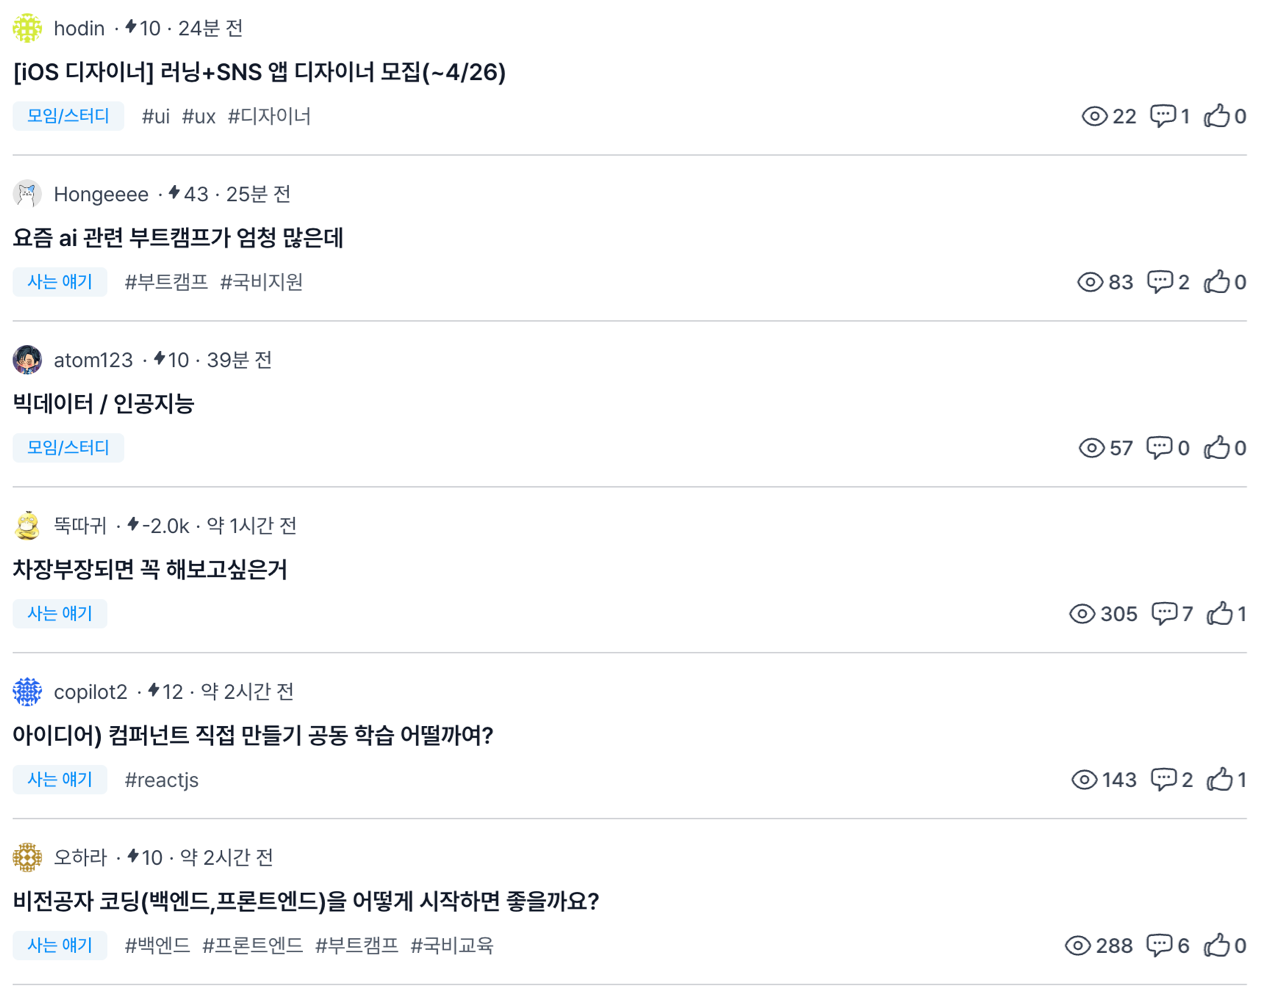 hodin · 10 · 24분 전
[iOS 디자이너] 러닝+SNS 앱 디자이너 모집(~4/26)
모임/스터디 #ui #ux #디자이너 22 1 0
Hongeeee · 43 · 25분 전
요즘 ai 관련 부트캠프가 엄청 많은데
사는 얘기 #부트캠프 #국비지원 83 2 0
atom123 · 10 · 39분 전
빅데이터 / 인공지능
모임/스터디 57 0 0
뚝따귀 · -2.0k · 약 1시간 전
차장부장되면 꼭 해보고싶은거
사는 얘기 305 7 1
copilot2 · 12 · 약 2시간 전
아이디어) 컴퍼넌트 직접 만들기 공동 학습 어떨까여?
사는 얘기 #reactjs 143 2 1
오하라 · 10 · 약 2시간 전
비전공자 코딩(백엔드,프론트엔드)을 어떻게 시작하면 좋을까요?
사는 얘기 #백엔드 #프론트엔드 #부트캠프 #국비교육 288 6 0